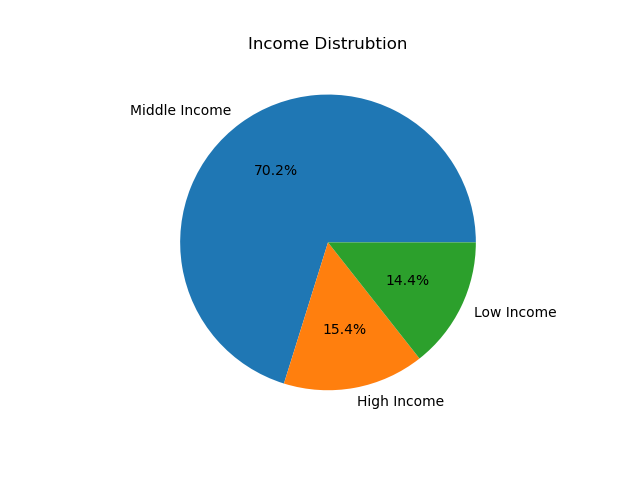 Income Distrubtion
Middle Income
70.2%
14.4%
Low Income
15.4%
High Income